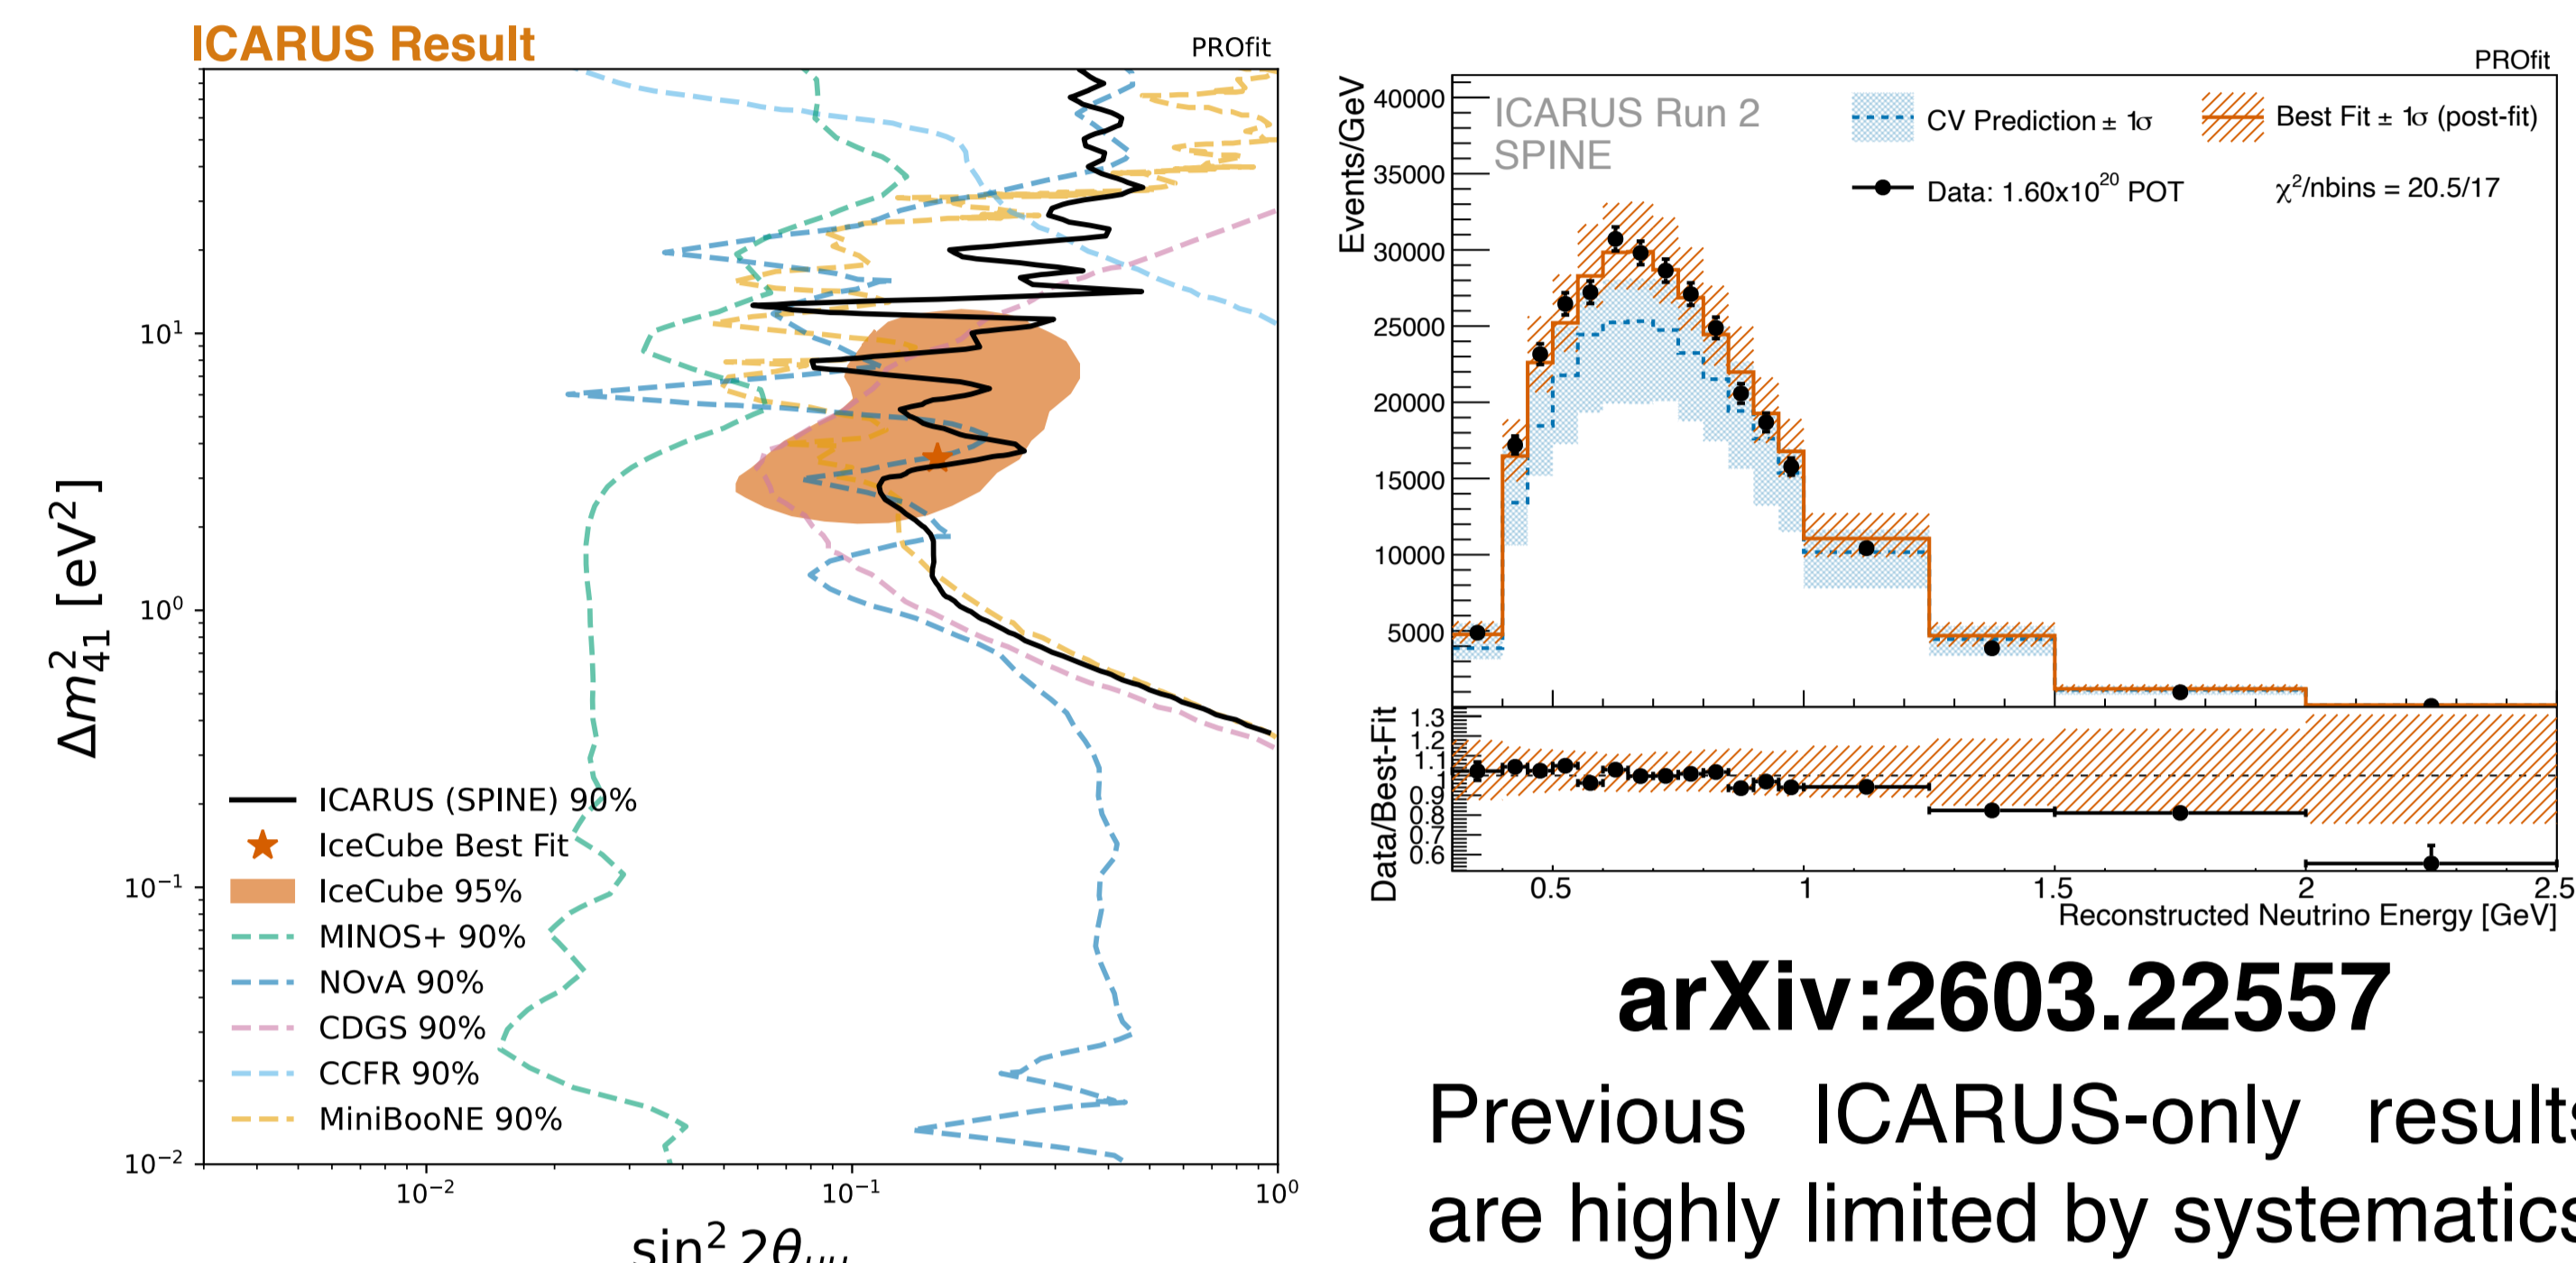 ICARUS Result
PROfit
Δm²₄₁ [eV²]
10¹
10⁰
10⁻¹
10⁻²
ICARUS (SPINE) 90%
IceCube Best Fit
IceCube 95%
MINOS+ 90%
NOvA 90%
CDGS 90%
CCFR 90%
MiniBooNE 90%
10⁻² 10⁻¹ 10⁰
sin² 2θ
PROfit
Events/GeV
ICARUS Run 2
SPINE
CV Prediction ± 1σ
Best Fit ± 1σ (post-fit)
Data: 1.60x10²⁰ POT
χ²/nbins = 20.5/17
40000
35000
30000
25000
20000
15000
10000
5000
Data/Best-Fit
1.3
1.2
1.1
0.9
0.8
0.7
0.6
0.5 1 1.5 2 2.5
Reconstructed Neutrino Energy [GeV]
arXiv:2603.22557
Previous ICARUS-only results
are highly limited by systematics